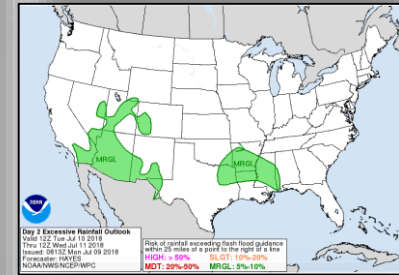 MRGL
MRGL
noaa
Day 2 Excessive Rainfall Outlook
Valid 12Z Tue Jul 10 2018
Thru 12Z Wed Jul 11 2018
Issued: 0813Z Mon Jul 09 2018
Forecaster: HAYES
NOAA/NWS/NCEP/WPC
Risk of rainfall exceeding flash flood guidance
within 25 miles of a point to the right of a line
HIGH: > 50% SLGT: 10%-20%
MDT: 20%-50% MRGL: 5%-10%